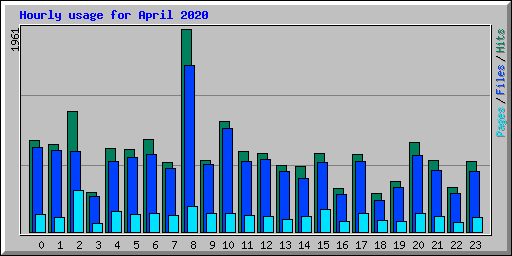 Hourly usage for April 2020
1961
Pages / Files / Hits
0 1 2 3 4 5 6 7 8 9 10 11 12 13 14 15 16 17 18 19 20 21 22 23